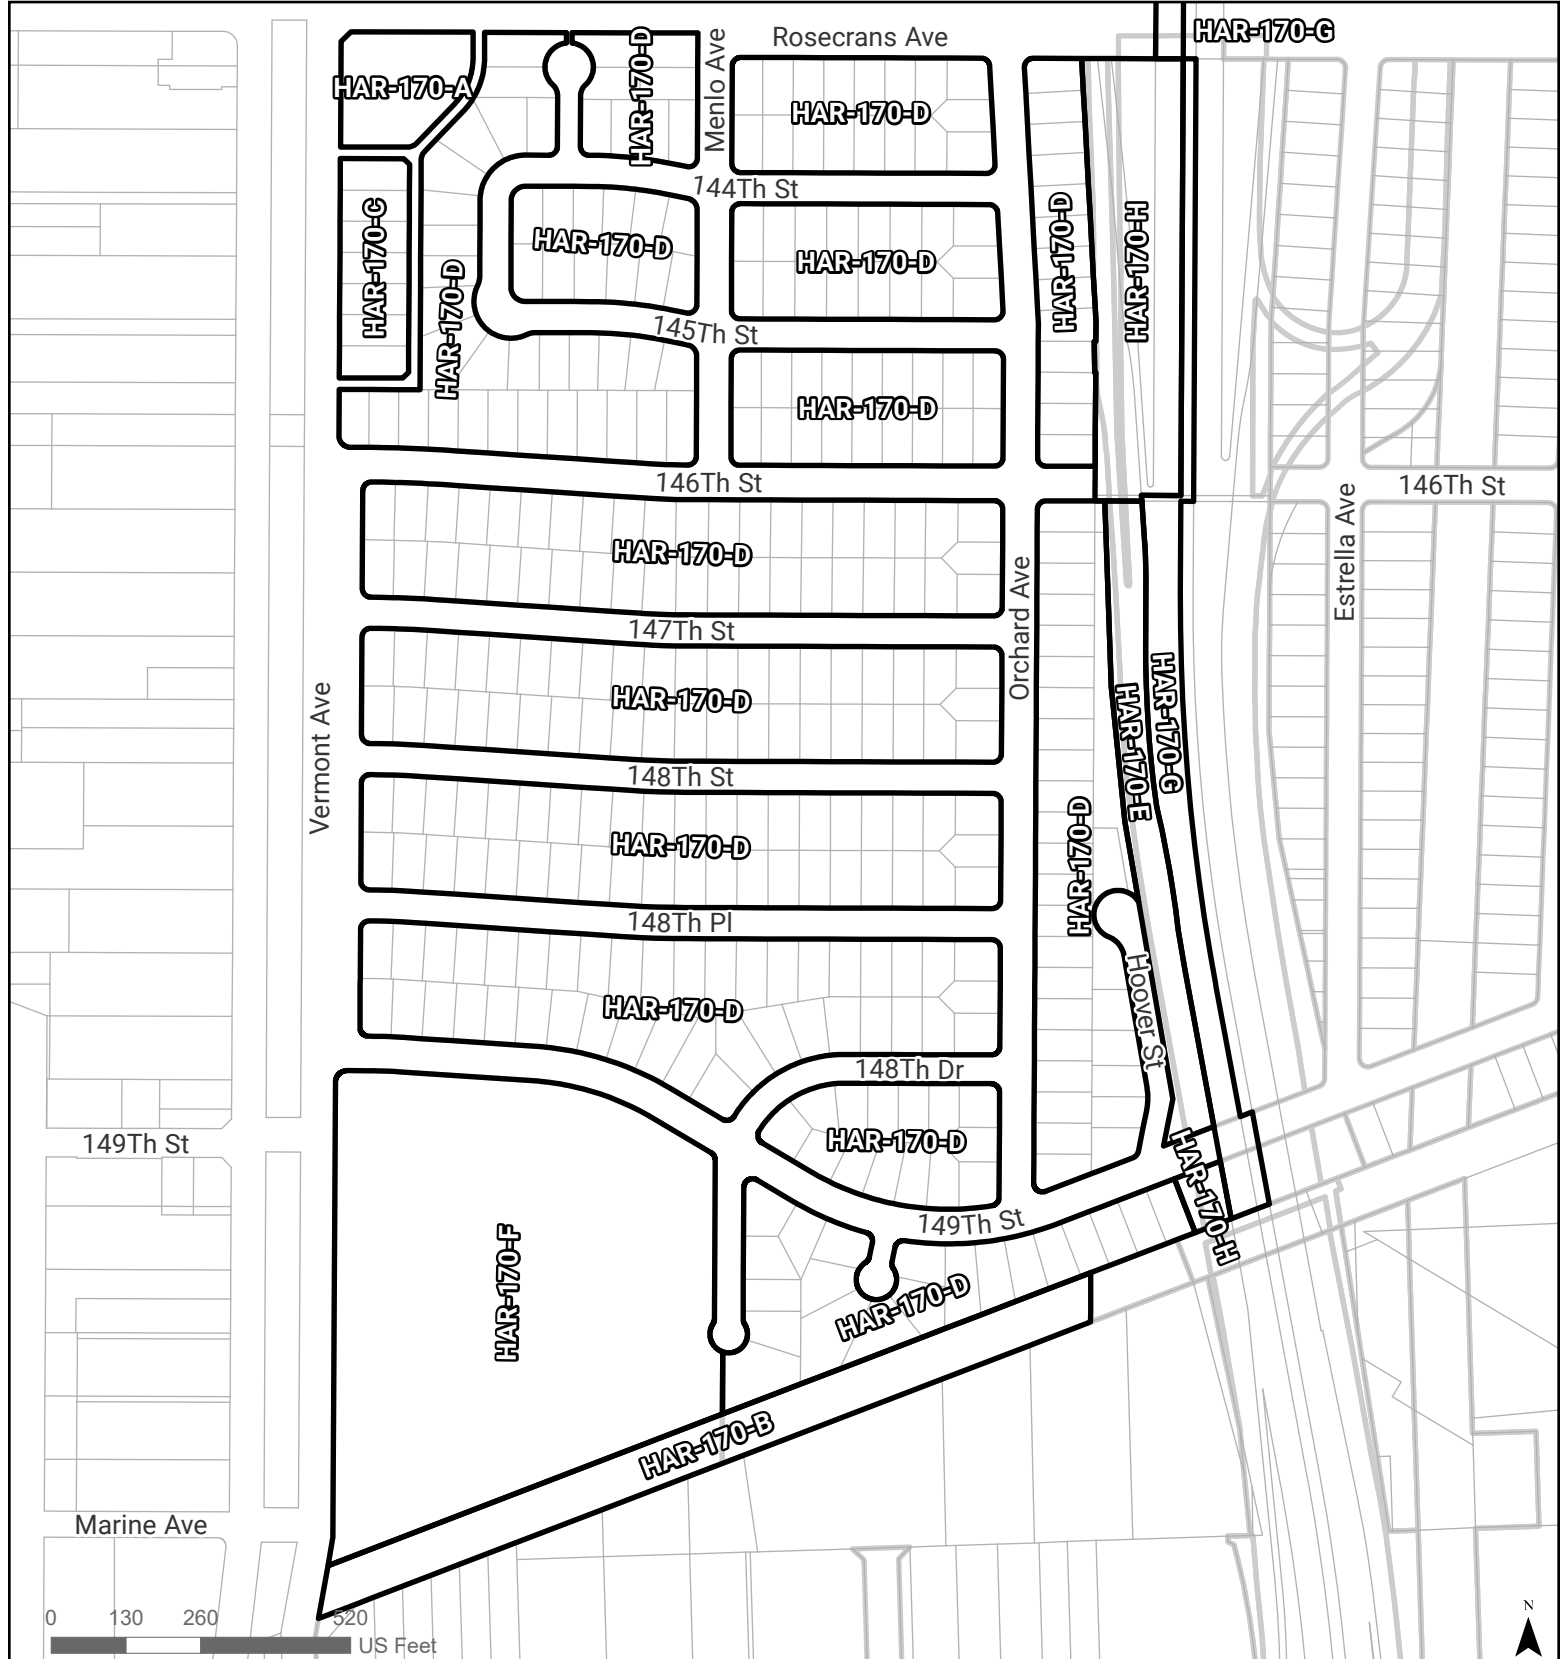 HAR-170-G
Rosecrans Ave
HAR-170-A
HAR-170-D
Menlo Ave
HAR-170-D
144Th St
HAR-170-C
HAR-170-D
HAR-170-D
HAR-170-D
HAR-170-D
HAR-170-H
145Th St
HAR-170-D
146Th St
146Th St
HAR-170-D
Orchard Ave
Estrella Ave
147Th St
HAR-170-D
Vermont Ave
148Th St
HAR-170-E
HAR-170-G
HAR-170-D
HAR-170-D
148Th Pl
HAR-170-D
Hoover St
148Th Dr
149Th St
HAR-170-D
HAR-170-H
149Th St
HAR-170-F
HAR-170-D
HAR-170-B
Marine Ave
0 130 260 520
US Feet
N